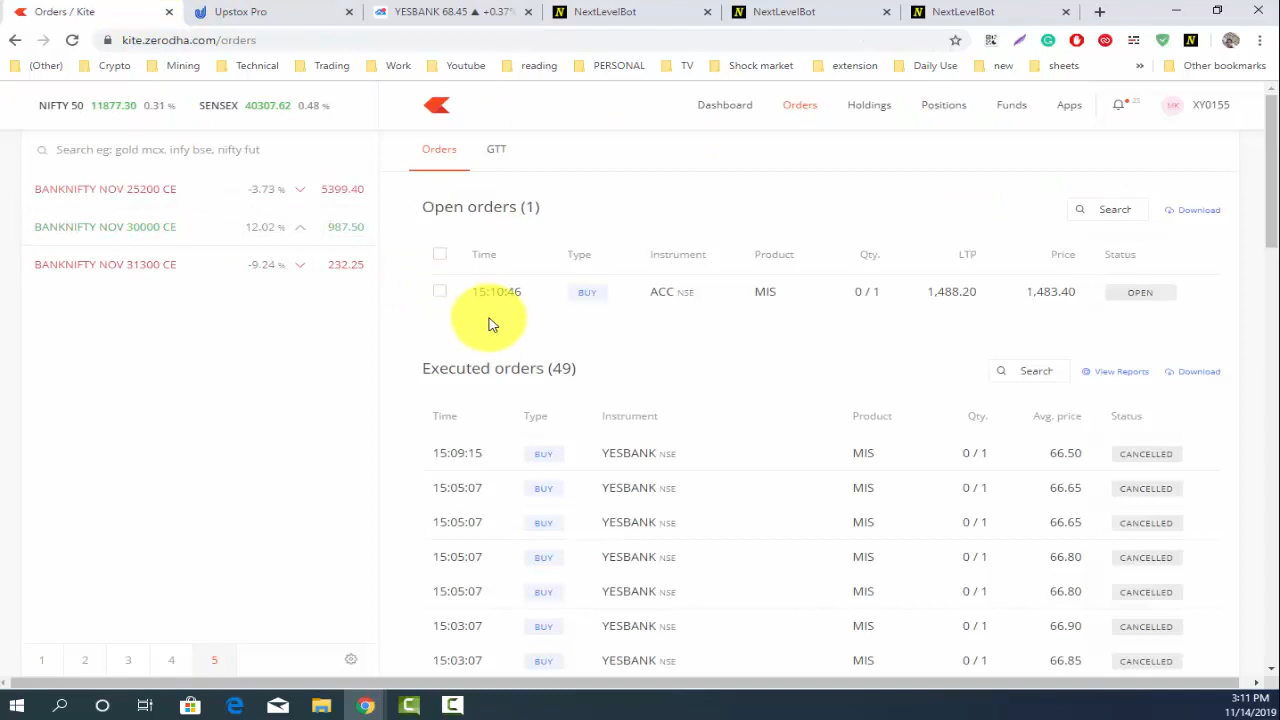 Orders / Kite × Upstox Pro × YESBANK 68.45 ▲ +0.37% × NextLevelBot × NextLevelBot × NextLevelBot ×
kite.zerodha.com/orders
(Other) Crypto Mining Technical Trading Work Youtube reading PERSONAL TV Shock market extension Daily Use new sheets » Other bookmarks
NIFTY 50 11877.30 0.31 % SENSEX 40307.62 0.48 %
Dashboard Orders Holdings Positions Funds Apps 23 MK XY0155
Search eg: gold mcx, infy bse, nifty fut
BANKNIFTY NOV 25200 CE -3.73 % 5399.40
BANKNIFTY NOV 30000 CE 12.02 % 987.50
BANKNIFTY NOV 31300 CE -9.24 % 232.25
1 2 3 4 5
Orders GTT
Open orders (1) Search Download
Time Type Instrument Product Qty. LTP Price Status
15:10:46 BUY ACC NSE MIS 0 / 1 1,488.20 1,483.40 OPEN
Executed orders (49) Search View Reports Download
Time Type Instrument Product Qty. Avg. price Status
15:09:15 BUY YESBANK NSE MIS 0 / 1 66.50 CANCELLED
15:05:07 BUY YESBANK NSE MIS 0 / 1 66.65 CANCELLED
15:05:07 BUY YESBANK NSE MIS 0 / 1 66.65 CANCELLED
15:05:07 BUY YESBANK NSE MIS 0 / 1 66.80 CANCELLED
15:05:07 BUY YESBANK NSE MIS 0 / 1 66.80 CANCELLED
15:03:07 BUY YESBANK NSE MIS 0 / 1 66.90 CANCELLED
15:03:07 BUY YESBANK NSE MIS 0 / 1 66.85 CANCELLED
3:11 PM
11/14/2019